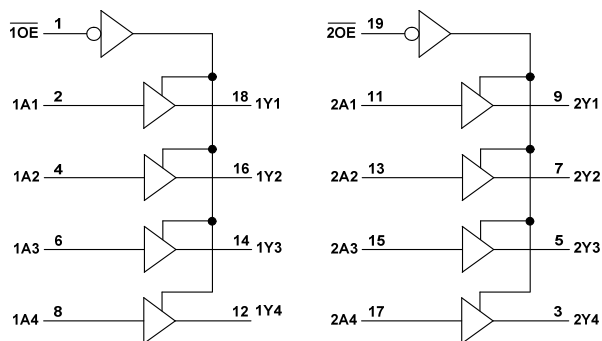 1OE 1
1A1 2 18 1Y1
1A2 4 16 1Y2
1A3 6 14 1Y3
1A4 8 12 1Y4
2OE 19
2A1 11 9 2Y1
2A2 13 7 2Y2
2A3 15 5 2Y3
2A4 17 3 2Y4